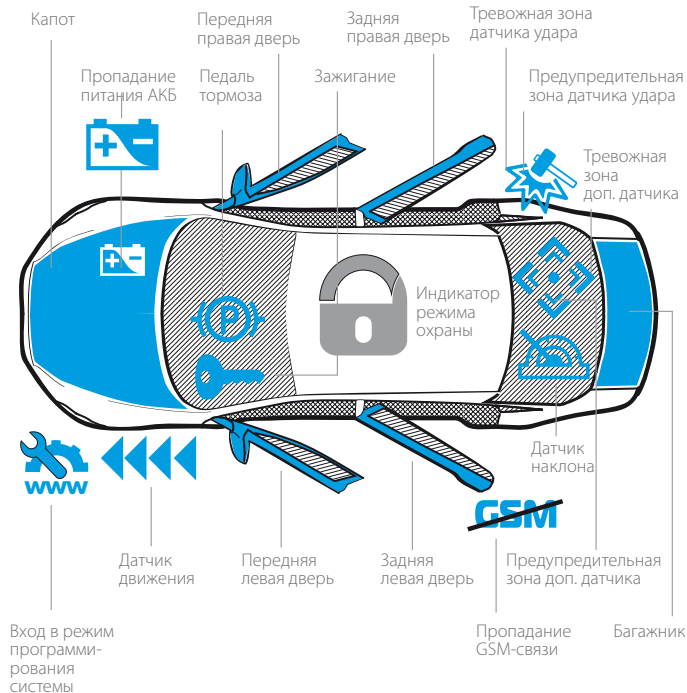 Капот
Передняя
правая дверь
Задняя
правая дверь
Тревожная зона
датчика удара
Пропадание
питания АКБ
Педаль
тормоза
Зажигание
Предупредительная
зона датчика удара
Тревожная
зона
доп. датчика
P
Индикатор
режима
охраны
Датчик
наклона
www
GSM
Датчик
движения
Передняя
левая дверь
Задняя
левая дверь
Предупредительная
зона доп. датчика
Вход в режим
программи-
рования
системы
Пропадание
GSM-связи
Багажник